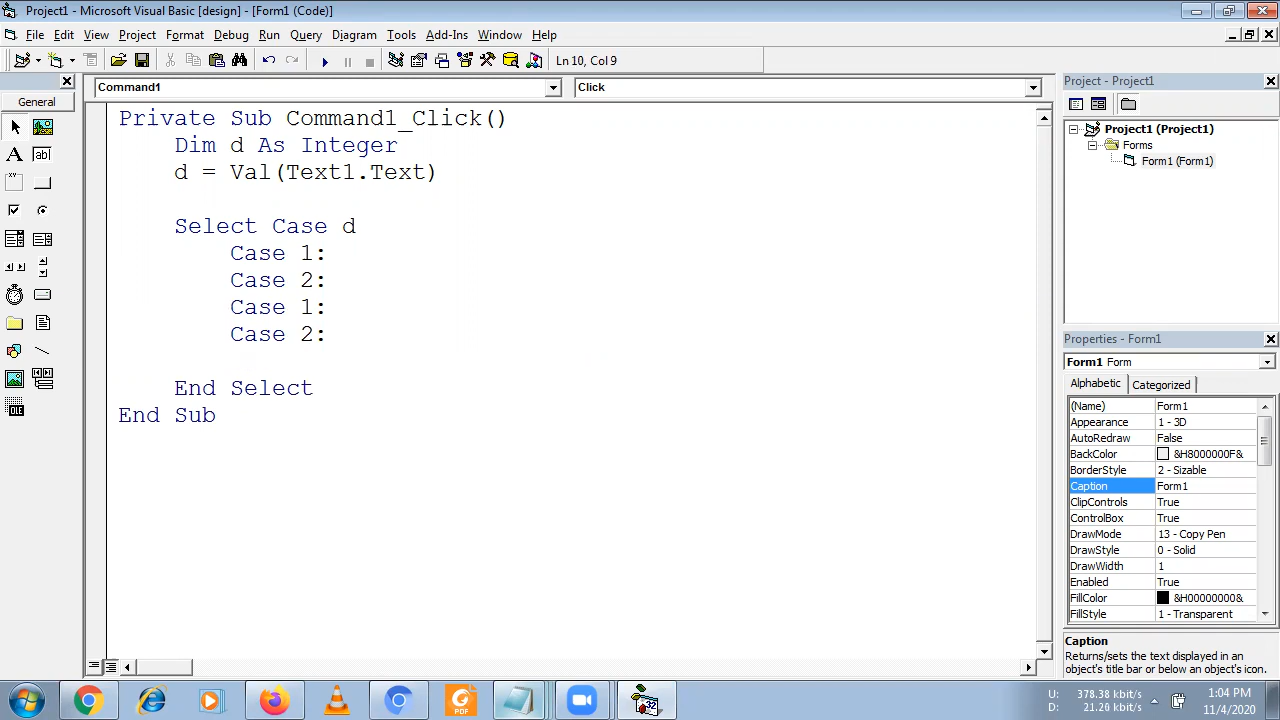 Project1 - Microsoft Visual Basic [design] - [Form1 (Code)]
File Edit View Project Format Debug Run Query Diagram Tools Add-Ins Window Help
Ln 10, Col 9
General
Command1
Click
Private Sub Command1_Click()
Dim d As Integer
d = Val(Text1.Text)
Select Case d
Case 1:
Case 2:
Case 1:
Case 2:
End Select
End Sub
Project - Project1
Project1 (Project1)
Forms
Form1 (Form1)
Properties - Form1
Form1 Form
Alphabetic Categorized
(Name) Form1
Appearance 1 - 3D
AutoRedraw False
BackColor &H8000000F&
BorderStyle 2 - Sizable
Caption Form1
ClipControls True
ControlBox True
DrawMode 13 - Copy Pen
DrawStyle 0 - Solid
DrawWidth 1
Enabled True
FillColor &H00000000&
FillStyle 1 - Transparent
Caption
Returns/sets the text displayed in an
object's title bar or below an object's icon.
A
ab|
OLE
PDF
32
U: 378.38 kbit/s
D: 21.26 kbit/s
1:04 PM
11/4/2020